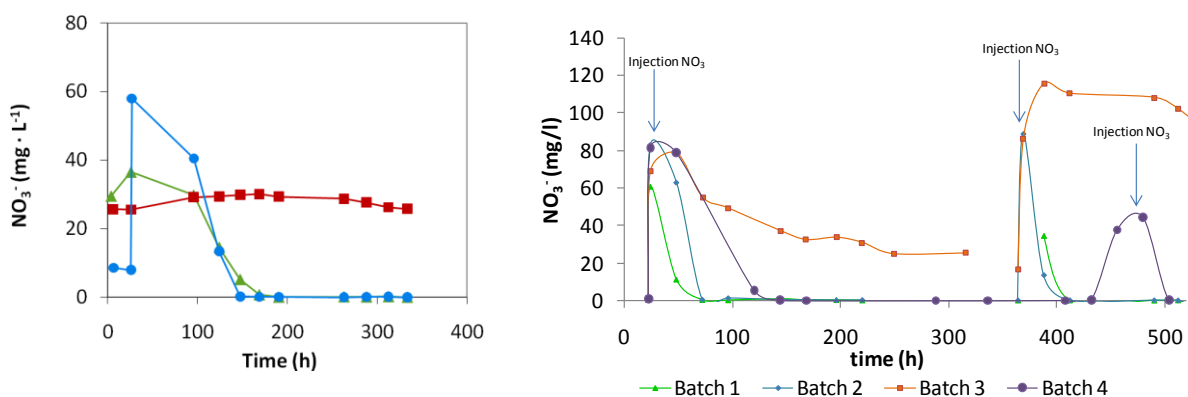 80
60
40
20
0
NO₃⁻ (mg · L⁻¹)
0 100 200 300 400
Time (h)
140
120
100
80
60
40
20
0
NO₃⁻ (mg/l)
Injection NO₃
Injection NO₃
Injection NO₃
0 100 200 300 400 500
time (h)
Batch 1 Batch 2 Batch 3 Batch 4